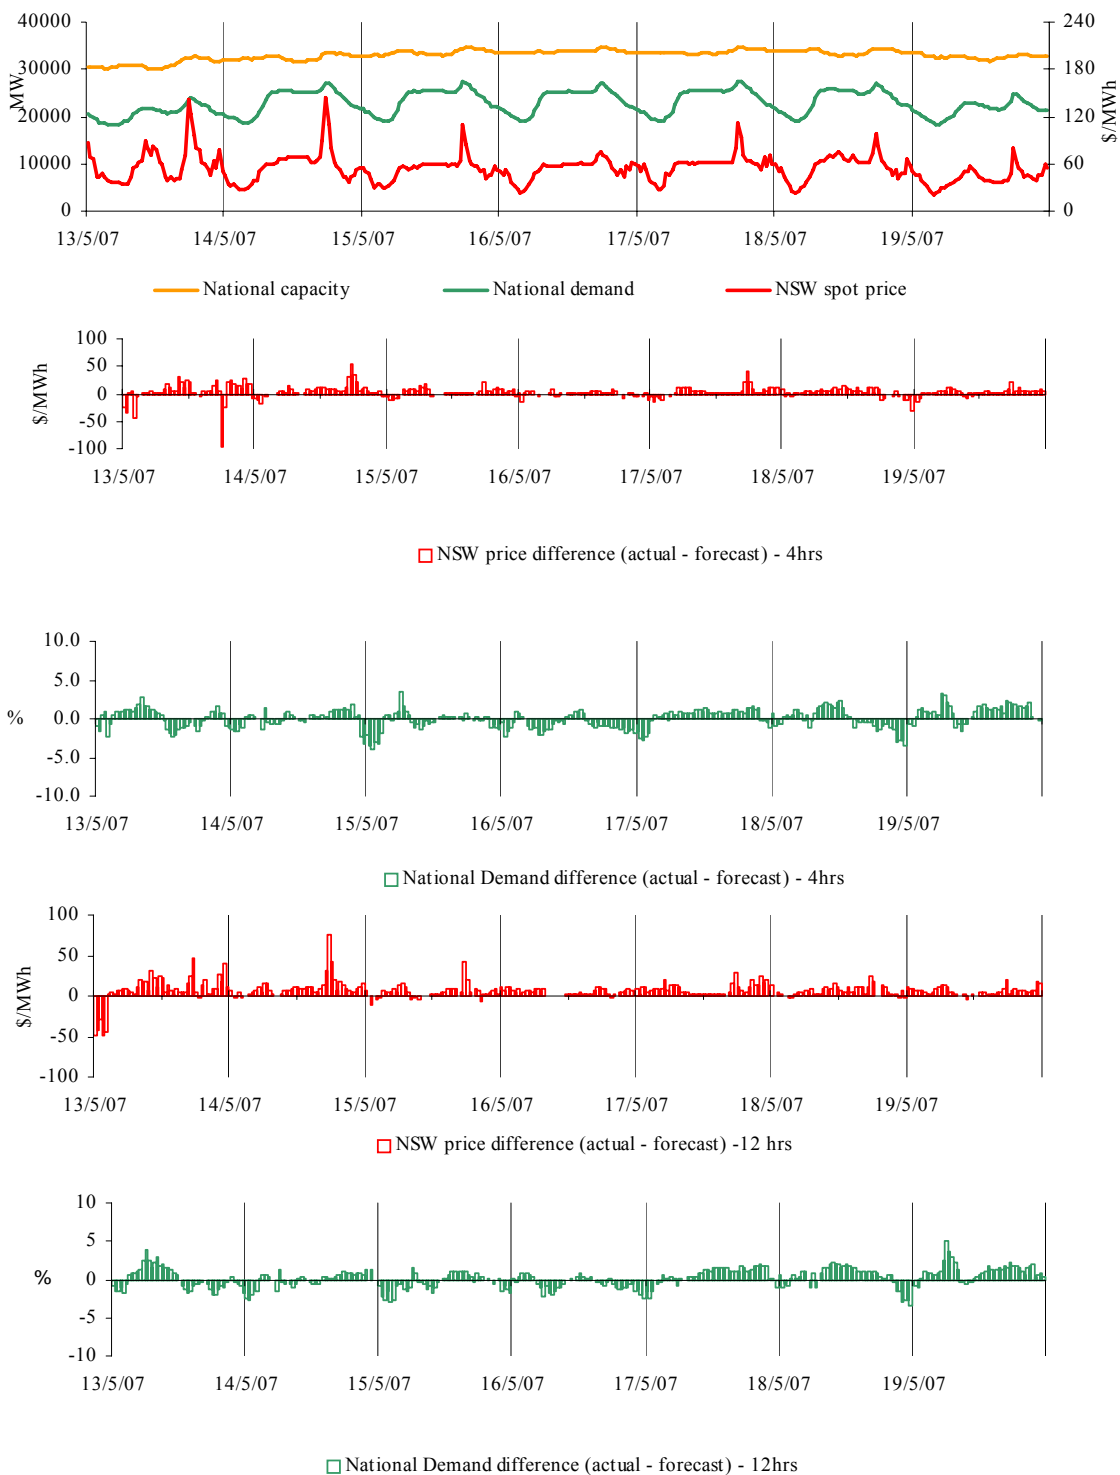 40000 240
30000 180
20000 120
10000 60
0 0
MW
$/MWh
13/5/07 14/5/07 15/5/07 16/5/07 17/5/07 18/5/07 19/5/07
National capacity National demand NSW spot price
100
50
0
-50
-100
$/MWh
13/5/07 14/5/07 15/5/07 16/5/07 17/5/07 18/5/07 19/5/07
NSW price difference (actual - forecast) - 4hrs
10.0
5.0
0.0
-5.0
-10.0
%
13/5/07 14/5/07 15/5/07 16/5/07 17/5/07 18/5/07 19/5/07
National Demand difference (actual - forecast) - 4hrs
100
50
0
-50
-100
$/MWh
13/5/07 14/5/07 15/5/07 16/5/07 17/5/07 18/5/07 19/5/07
NSW price difference (actual - forecast) -12 hrs
10
5
0
-5
-10
%
13/5/07 14/5/07 15/5/07 16/5/07 17/5/07 18/5/07 19/5/07
National Demand difference (actual - forecast) - 12hrs